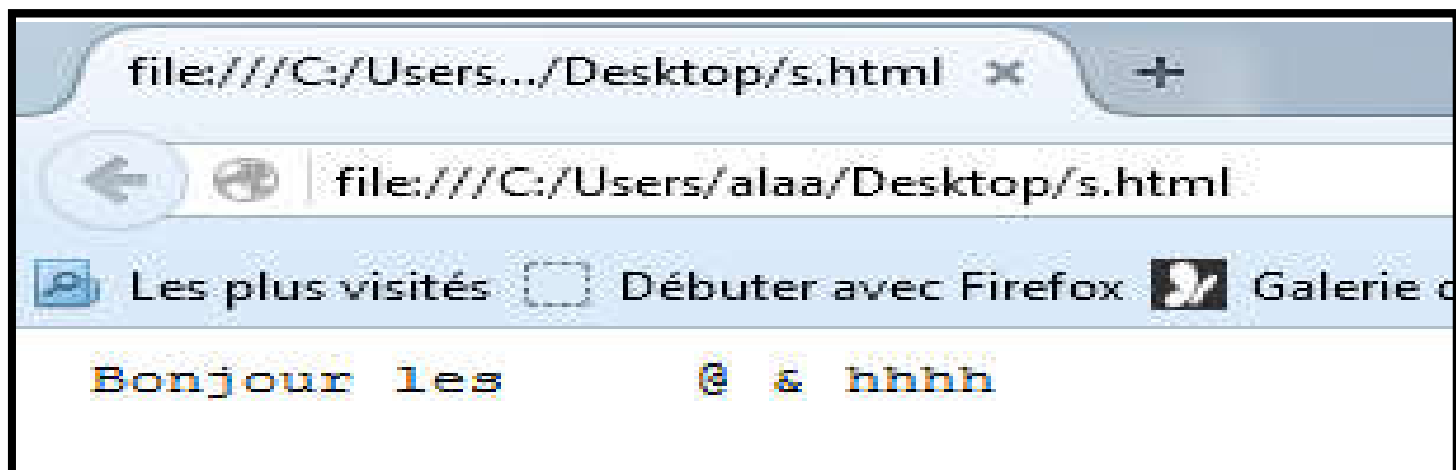 file:///C:/Users.../Desktop/s.html
file:///C:/Users/alaa/Desktop/s.html
Les plus visités Débuter avec Firefox Galerie
Bonjour les @ & hhhh